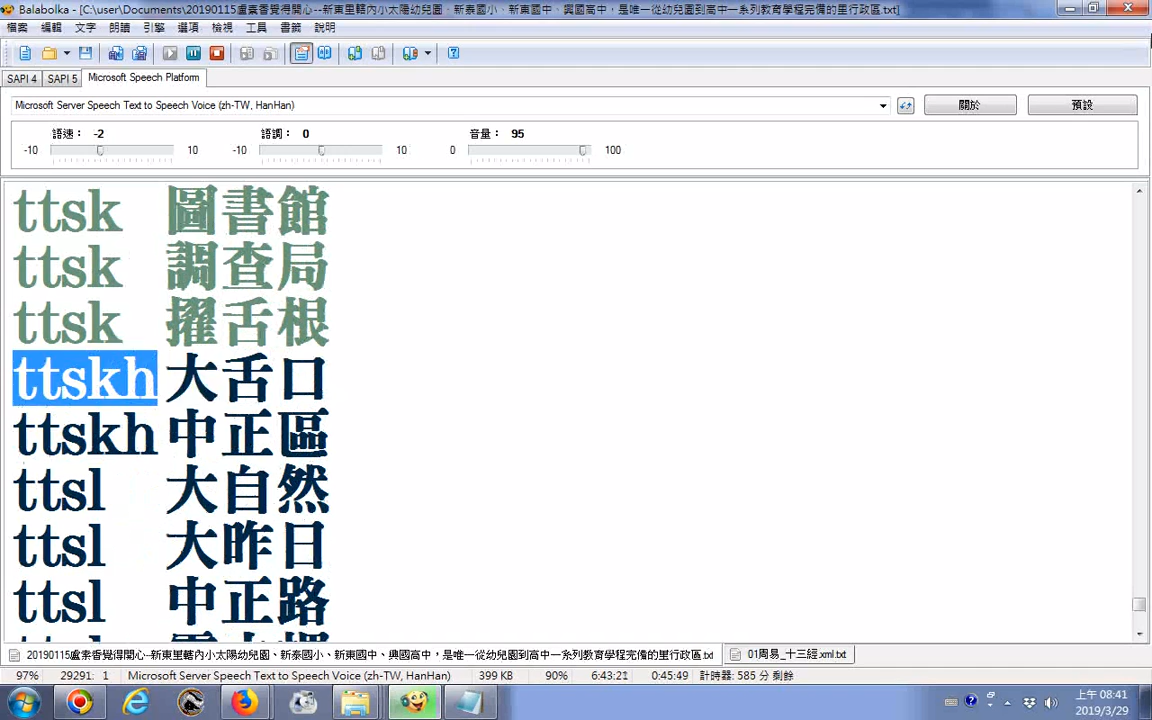 Balabolka - [C:\user\Documents\20190115盧素香覺得開心--新東里轄內小太陽幼兒園、新泰國小、新東國中、興國高中，是唯一從幼兒園到高中一系列教育學程完備的里行政區.txt]
檔案 編輯 文字 朗讀 引擎 選項 檢視 工具 書籤 說明
SAPI 4 SAPI 5 Microsoft Speech Platform
Microsoft Server Speech Text to Speech Voice (zh-TW, HanHan) 關於 預設
語速： -2 語調： 0 音量： 95
-10 10 -10 10 0 100
ttsk 圖書館
ttsk 調查局
ttsk 擢舌根
ttskh 大舌口
ttskh 中正區
ttsl 大自然
ttsl 大昨日
ttsl 中正路
20190115盧素香覺得開心--新東里轄內小太陽幼兒園、新泰國小、新東國中、興國高中，是唯一從幼兒園到高中一系列教育學程完備的里行政區.txt 01周易_十三經.xml.txt
97% 29291: 1 Microsoft Server Speech Text to Speech Voice (zh-TW, HanHan) 399 KB 90% 6:43:21 0:45:49 計時器: 585 分 剩餘
上午 08:41
2019/3/29